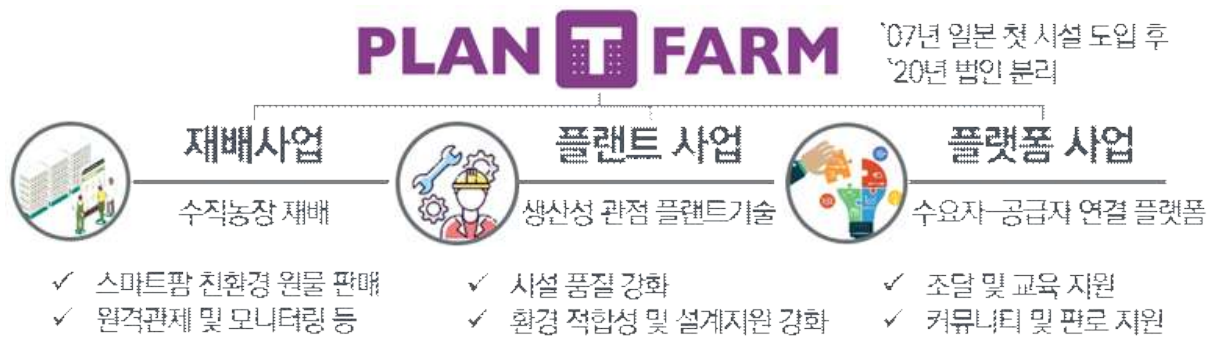 PLAN T FARM
'07년 일본 첫 시설 도입 후
'20년 법인 분리
재배사업
플랜트 사업
플랫폼 사업
수직농장 재배
생산성 관점 플랜트기술
수요자-공급자 연결 플랫폼
✓ 스마트팜 친환경 원물 판매
✓ 시설 품질 강화
✓ 조달 및 교육 지원
✓ 원격관제 및 모니터링 등
✓ 환경 적합성 및 설계지원 강화
✓ 커뮤니티 및 판로 지원